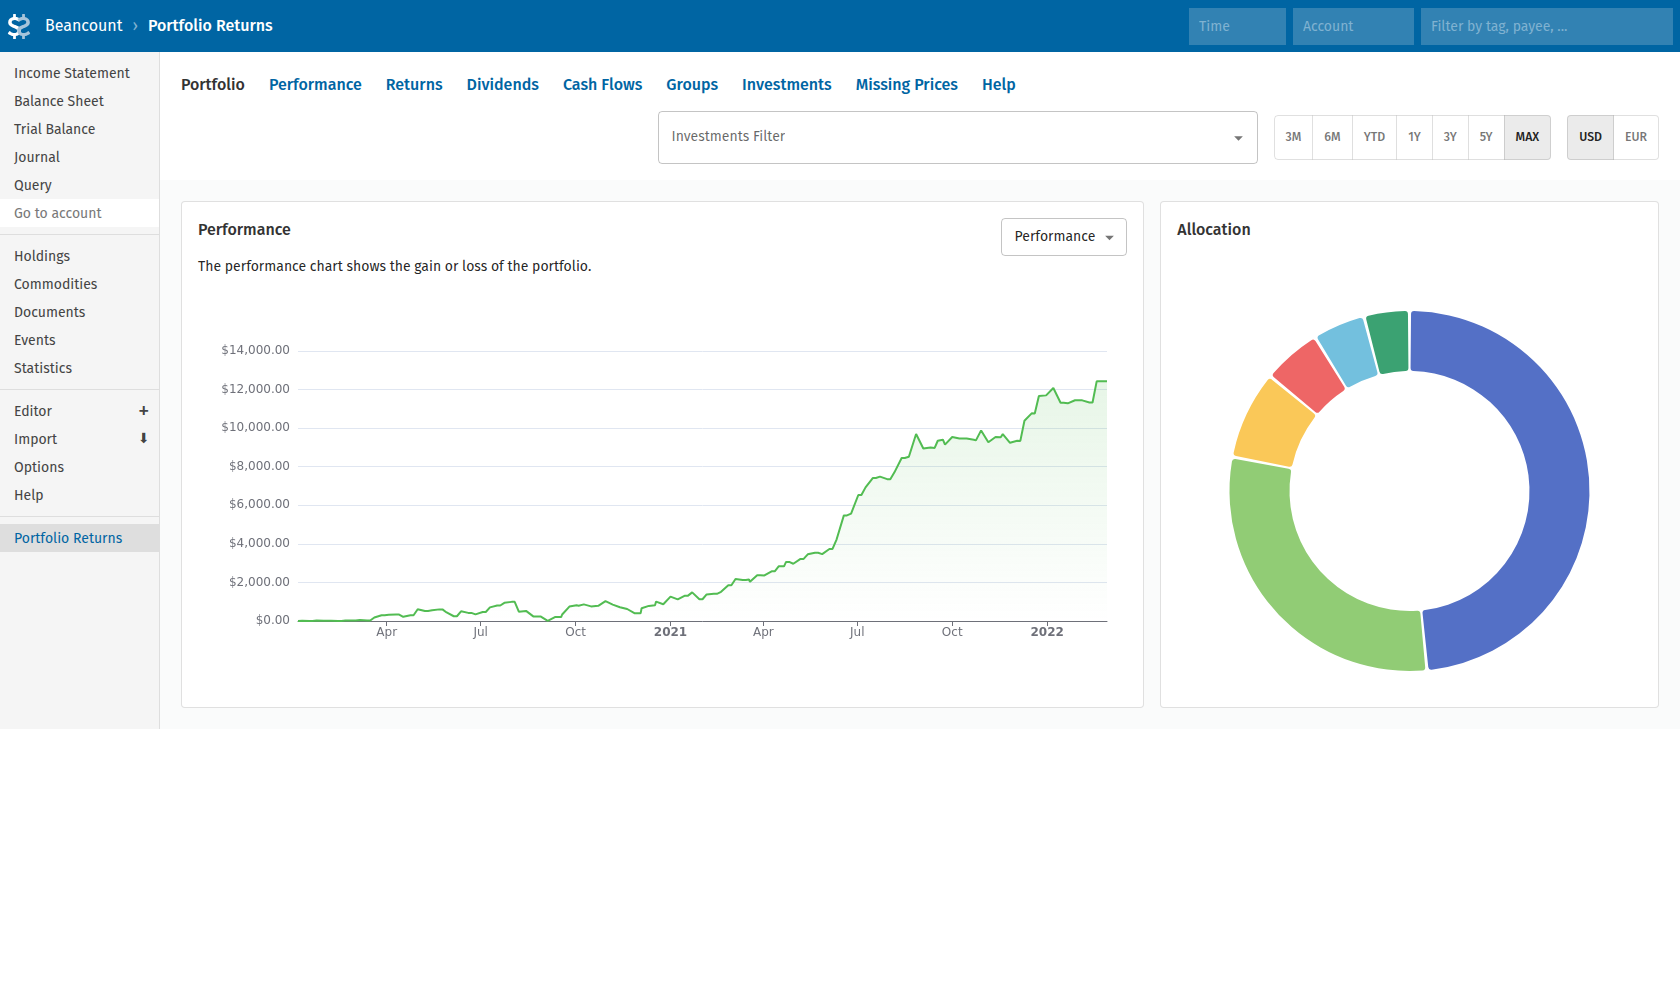 Beancount › Portfolio Returns
Time
Account
Filter by tag, payee, ...
Income Statement
Balance Sheet
Trial Balance
Journal
Query
Go to account
Holdings
Commodities
Documents
Events
Statistics
Editor +
Import
Options
Help
Portfolio Returns
Portfolio Performance Returns Dividends Cash Flows Groups Investments Missing Prices Help
Investments Filter
3M 6M YTD 1Y 3Y 5Y MAX
USD EUR
Performance
Performance
The performance chart shows the gain or loss of the portfolio.
$14,000.00
$12,000.00
$10,000.00
$8,000.00
$6,000.00
$4,000.00
$2,000.00
$0.00
Apr Jul Oct 2021 Apr Jul Oct 2022
Allocation